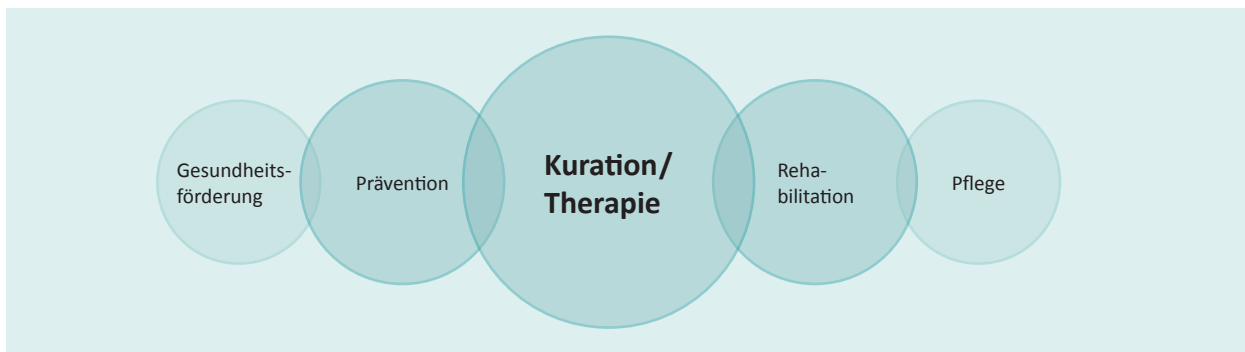 Gesundheits-
förderung
Prävention
Kuration/
Therapie
Reha-
bilitation
Pflege